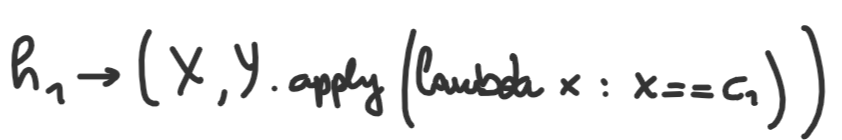 h₁ → (X, Y.apply(lambda x : x==c₁))